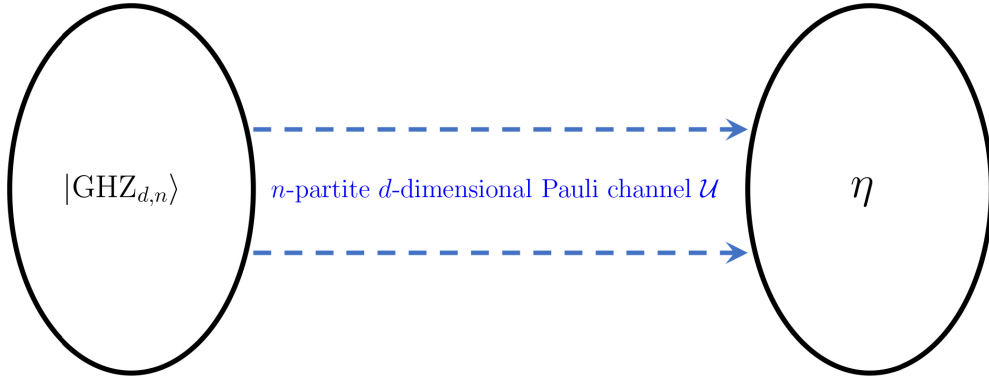 |GHZ_{d,n}⟩
n-partite d-dimensional Pauli channel 𝒰
η